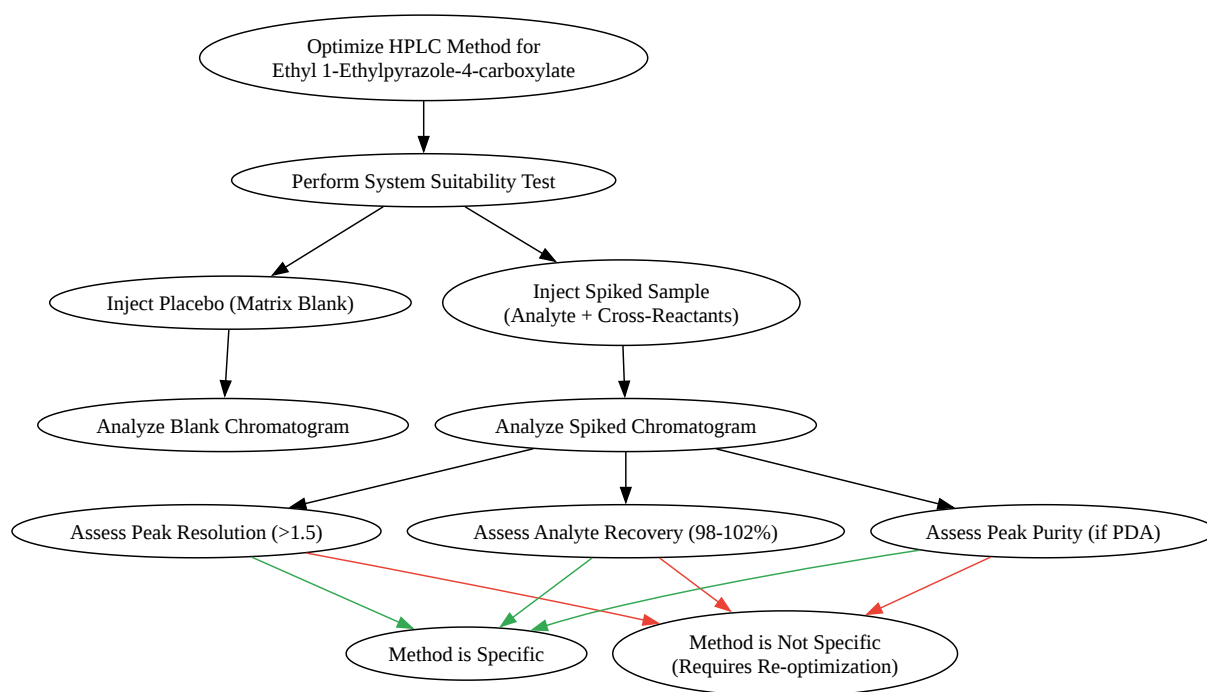 Optimize HPLC Method for
Ethyl 1-Ethylpyrazole-4-carboxylate
Perform System Suitability Test
Inject Placebo (Matrix Blank)
Inject Spiked Sample
(Analyte + Cross-Reactants)
Analyze Blank Chromatogram
Analyze Spiked Chromatogram
Assess Peak Resolution (>1.5)
Assess Analyte Recovery (98-102%)
Assess Peak Purity (if PDA)
Method is Specific
Method is Not Specific
(Requires Re-optimization)